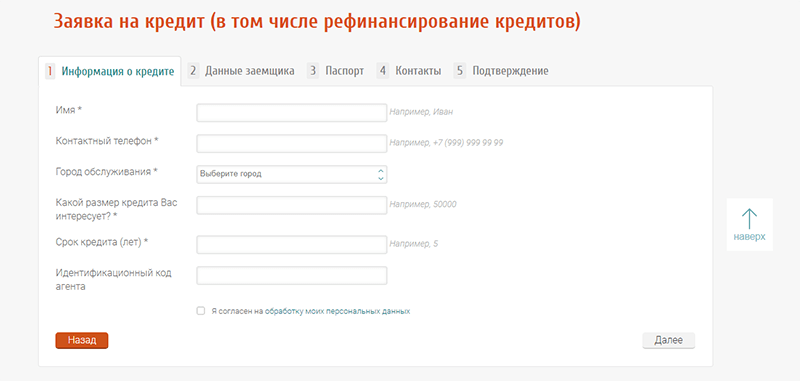 Заявка на кредит (в том числе рефинансирование кредитов)
1 Информация о кредите 2 Данные заемщика 3 Паспорт 4 Контакты 5 Подтверждение
Имя * Например, Иван
Контактный телефон * Например, +7 (999) 999 99 99
Город обслуживания * Выберите город
Какой размер кредита Вас
интересует? * Например, 50000
Срок кредита (лет) * Например, 5
Идентификационный код
агента
наверх
Я согласен на обработку моих персональных данных
Назад Далее